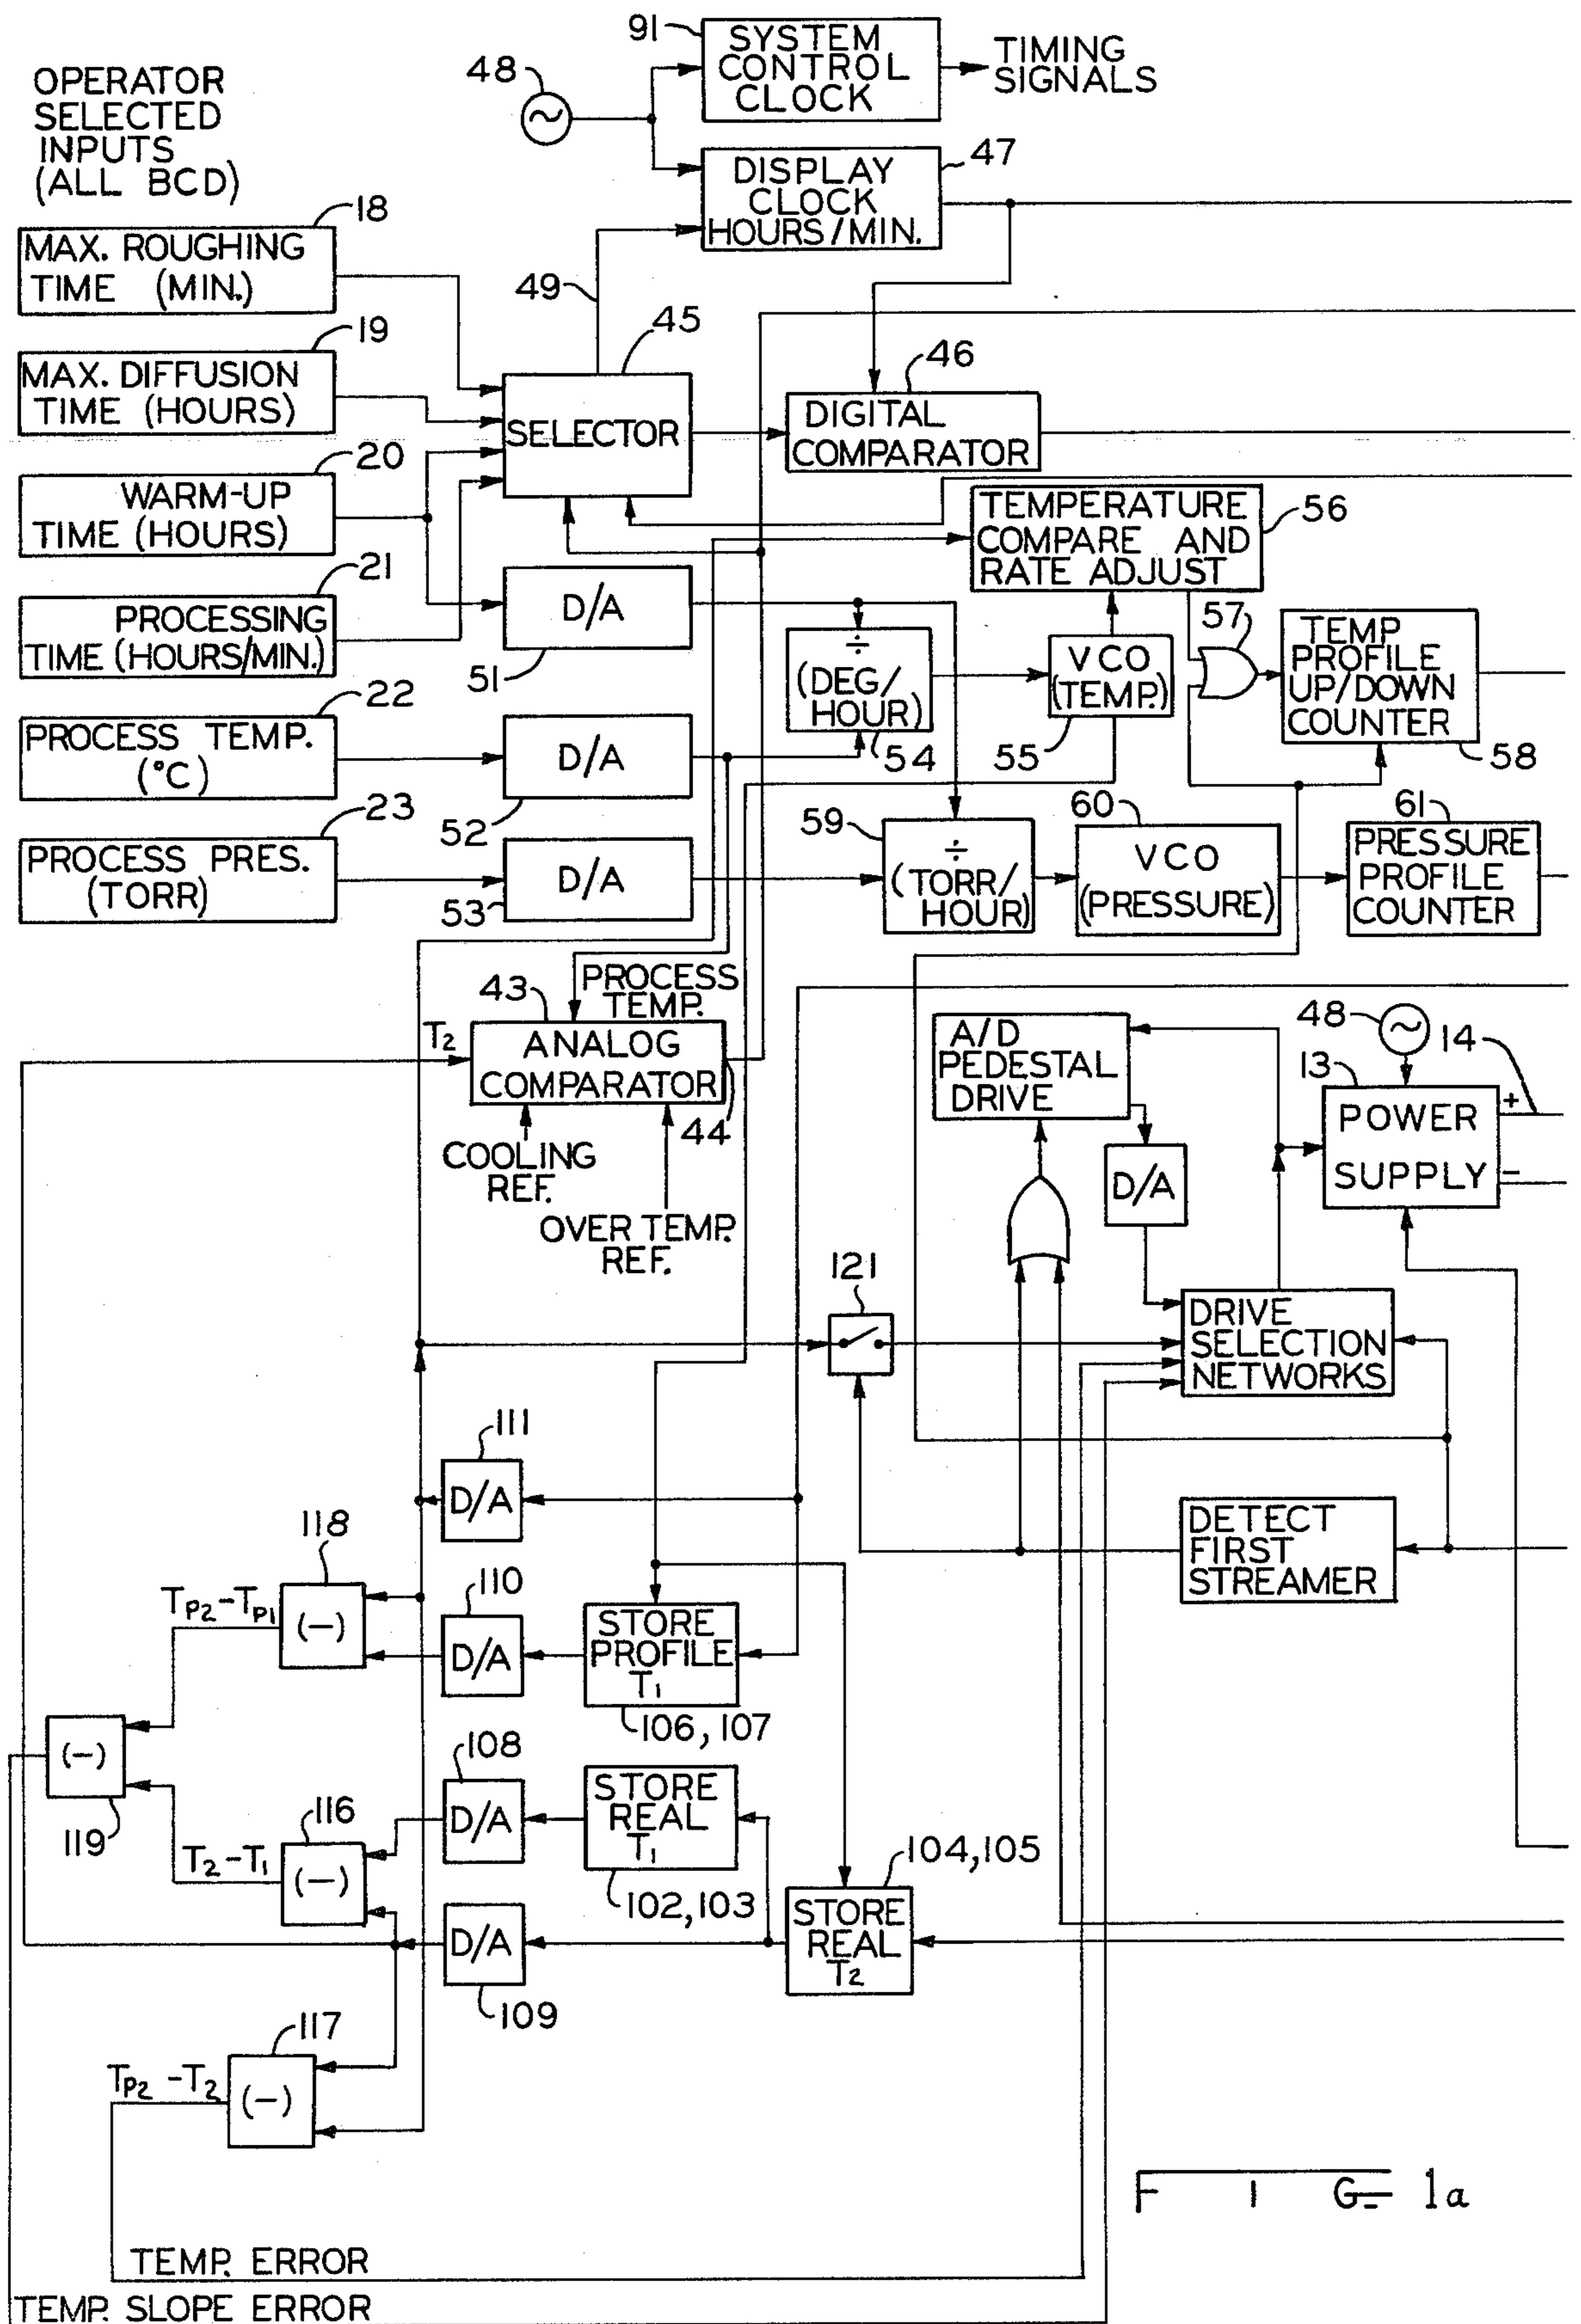 OPERATOR
SELECTED
INPUTS
(ALL BCD)
48
91
SYSTEM
CONTROL
CLOCK
TIMING
SIGNALS
47
DISPLAY
CLOCK
HOURS/MIN.
49
18
MAX. ROUGHING
TIME (MIN.)
19
MAX. DIFFUSION
TIME (HOURS)
20
WARM-UP
TIME (HOURS)
21
PROCESSING
TIME (HOURS/MIN.)
22
PROCESS TEMP.
(°C)
23
PROCESS PRES.
(TORR)
45
SELECTOR
46
DIGITAL
COMPARATOR
TEMPERATURE
COMPARE AND
RATE ADJUST
56
D/A
51
D/A
52
D/A
53
÷
(DEG/
HOUR)
54
VCO
(TEMP.)
55
57
TEMP
PROFILE
UP/DOWN
COUNTER
58
59
÷
(TORR/
HOUR)
60
VCO
(PRESSURE)
61
PRESSURE
PROFILE
COUNTER
43
PROCESS
TEMP.
T2
ANALOG
COMPARATOR
44
COOLING
REF.
OVER TEMP.
REF.
A/D
PEDESTAL
DRIVE
D/A
48
14
13
POWER
SUPPLY
+
−
121
DRIVE
SELECTION
NETWORKS
DETECT
FIRST
STREAMER
111
D/A
118
TP2-TP1
(-)
110
D/A
STORE
PROFILE
T1
106, 107
(-)
119
108
D/A
STORE
REAL
T1
102, 103
116
T2-T1
(-)
104, 105
STORE
REAL
T2
D/A
109
117
TP2-T2
(-)
FIG- 1a
TEMP. ERROR
TEMP. SLOPE ERROR